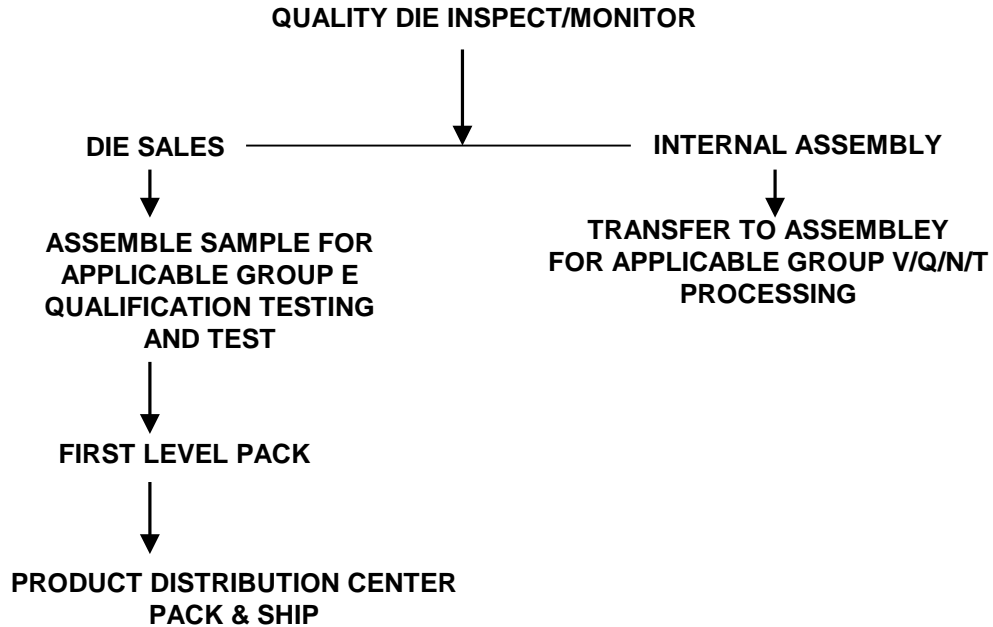 QUALITY DIE INSPECT/MONITOR
DIE SALES
INTERNAL ASSEMBLY
ASSEMBLE SAMPLE FOR
APPLICABLE GROUP E
QUALIFICATION TESTING
AND TEST
TRANSFER TO ASSEMBLEY
FOR APPLICABLE GROUP V/Q/N/T
PROCESSING
FIRST LEVEL PACK
PRODUCT DISTRIBUTION CENTER
PACK & SHIP